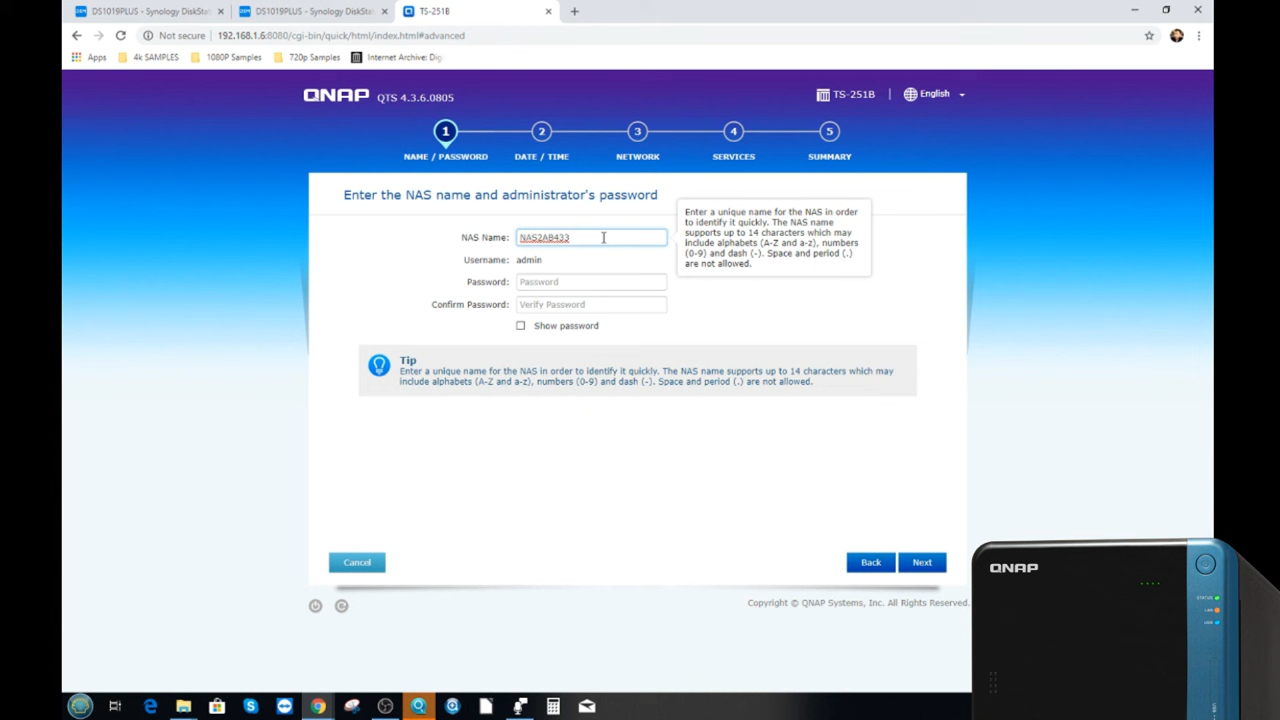 DS1019PLUS - Synology DiskSta
DS1019PLUS - Synology DiskSta
TS-251B
Not secure
192.168.1.6:8080/cgi-bin/quick/html/index.html#advanced
Apps
4k SAMPLES
1080P Samples
720p Samples
Internet Archive: Dig
QNAP QTS 4.3.6.0805
TS-251B | English
1 2 3 4 5
NAME / PASSWORD DATE / TIME NETWORK SERVICES SUMMARY
Enter the NAS name and administrator's password
NAS Name: NAS2AB433
Username: admin
Password: Password
Confirm Password: Verify Password
Show password
Enter a unique name for the NAS in order
to identify it quickly. The NAS name
supports up to 14 characters which may
include alphabets (A-Z and a-z), numbers
(0-9) and dash (-). Space and period (.)
are not allowed.
Tip
Enter a unique name for the NAS in order to identify it quickly. The NAS name supports up to 14 characters which may
include alphabets (A-Z and a-z), numbers (0-9) and dash (-). Space and period (.) are not allowed.
Cancel Back Next
Copyright © QNAP Systems, Inc. All Rights Reserved.
QNAP
STATUS
LAN
USB